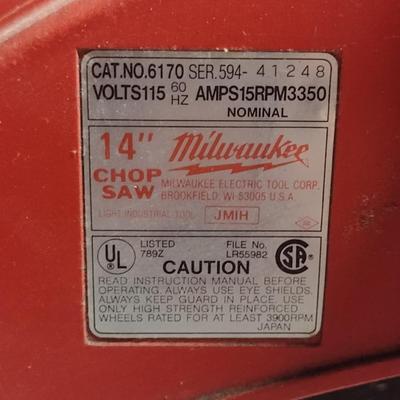 CAT.NO.6170 SER.594-41248
VOLTS115 60 HZ AMPS15RPM3350
NOMINAL
14" Milwaukee
CHOP SAW
MILWAUKEE ELECTRIC TOOL CORP.
BROOKFIELD, WI 53005 U.S.A.
LIGHT INDUSTRIAL TOOL JMIH
UL LISTED 789Z FILE No. LR55982 SA
CAUTION
READ INSTRUCTION MANUAL BEFORE
OPERATING. ALWAYS USE EYE SHIELDS.
ALWAYS KEEP GUARD IN PLACE. USE
ONLY HIGH STRENGTH REINFORCED
WHEELS RATED FOR AT LEAST 3900RPM
JAPAN